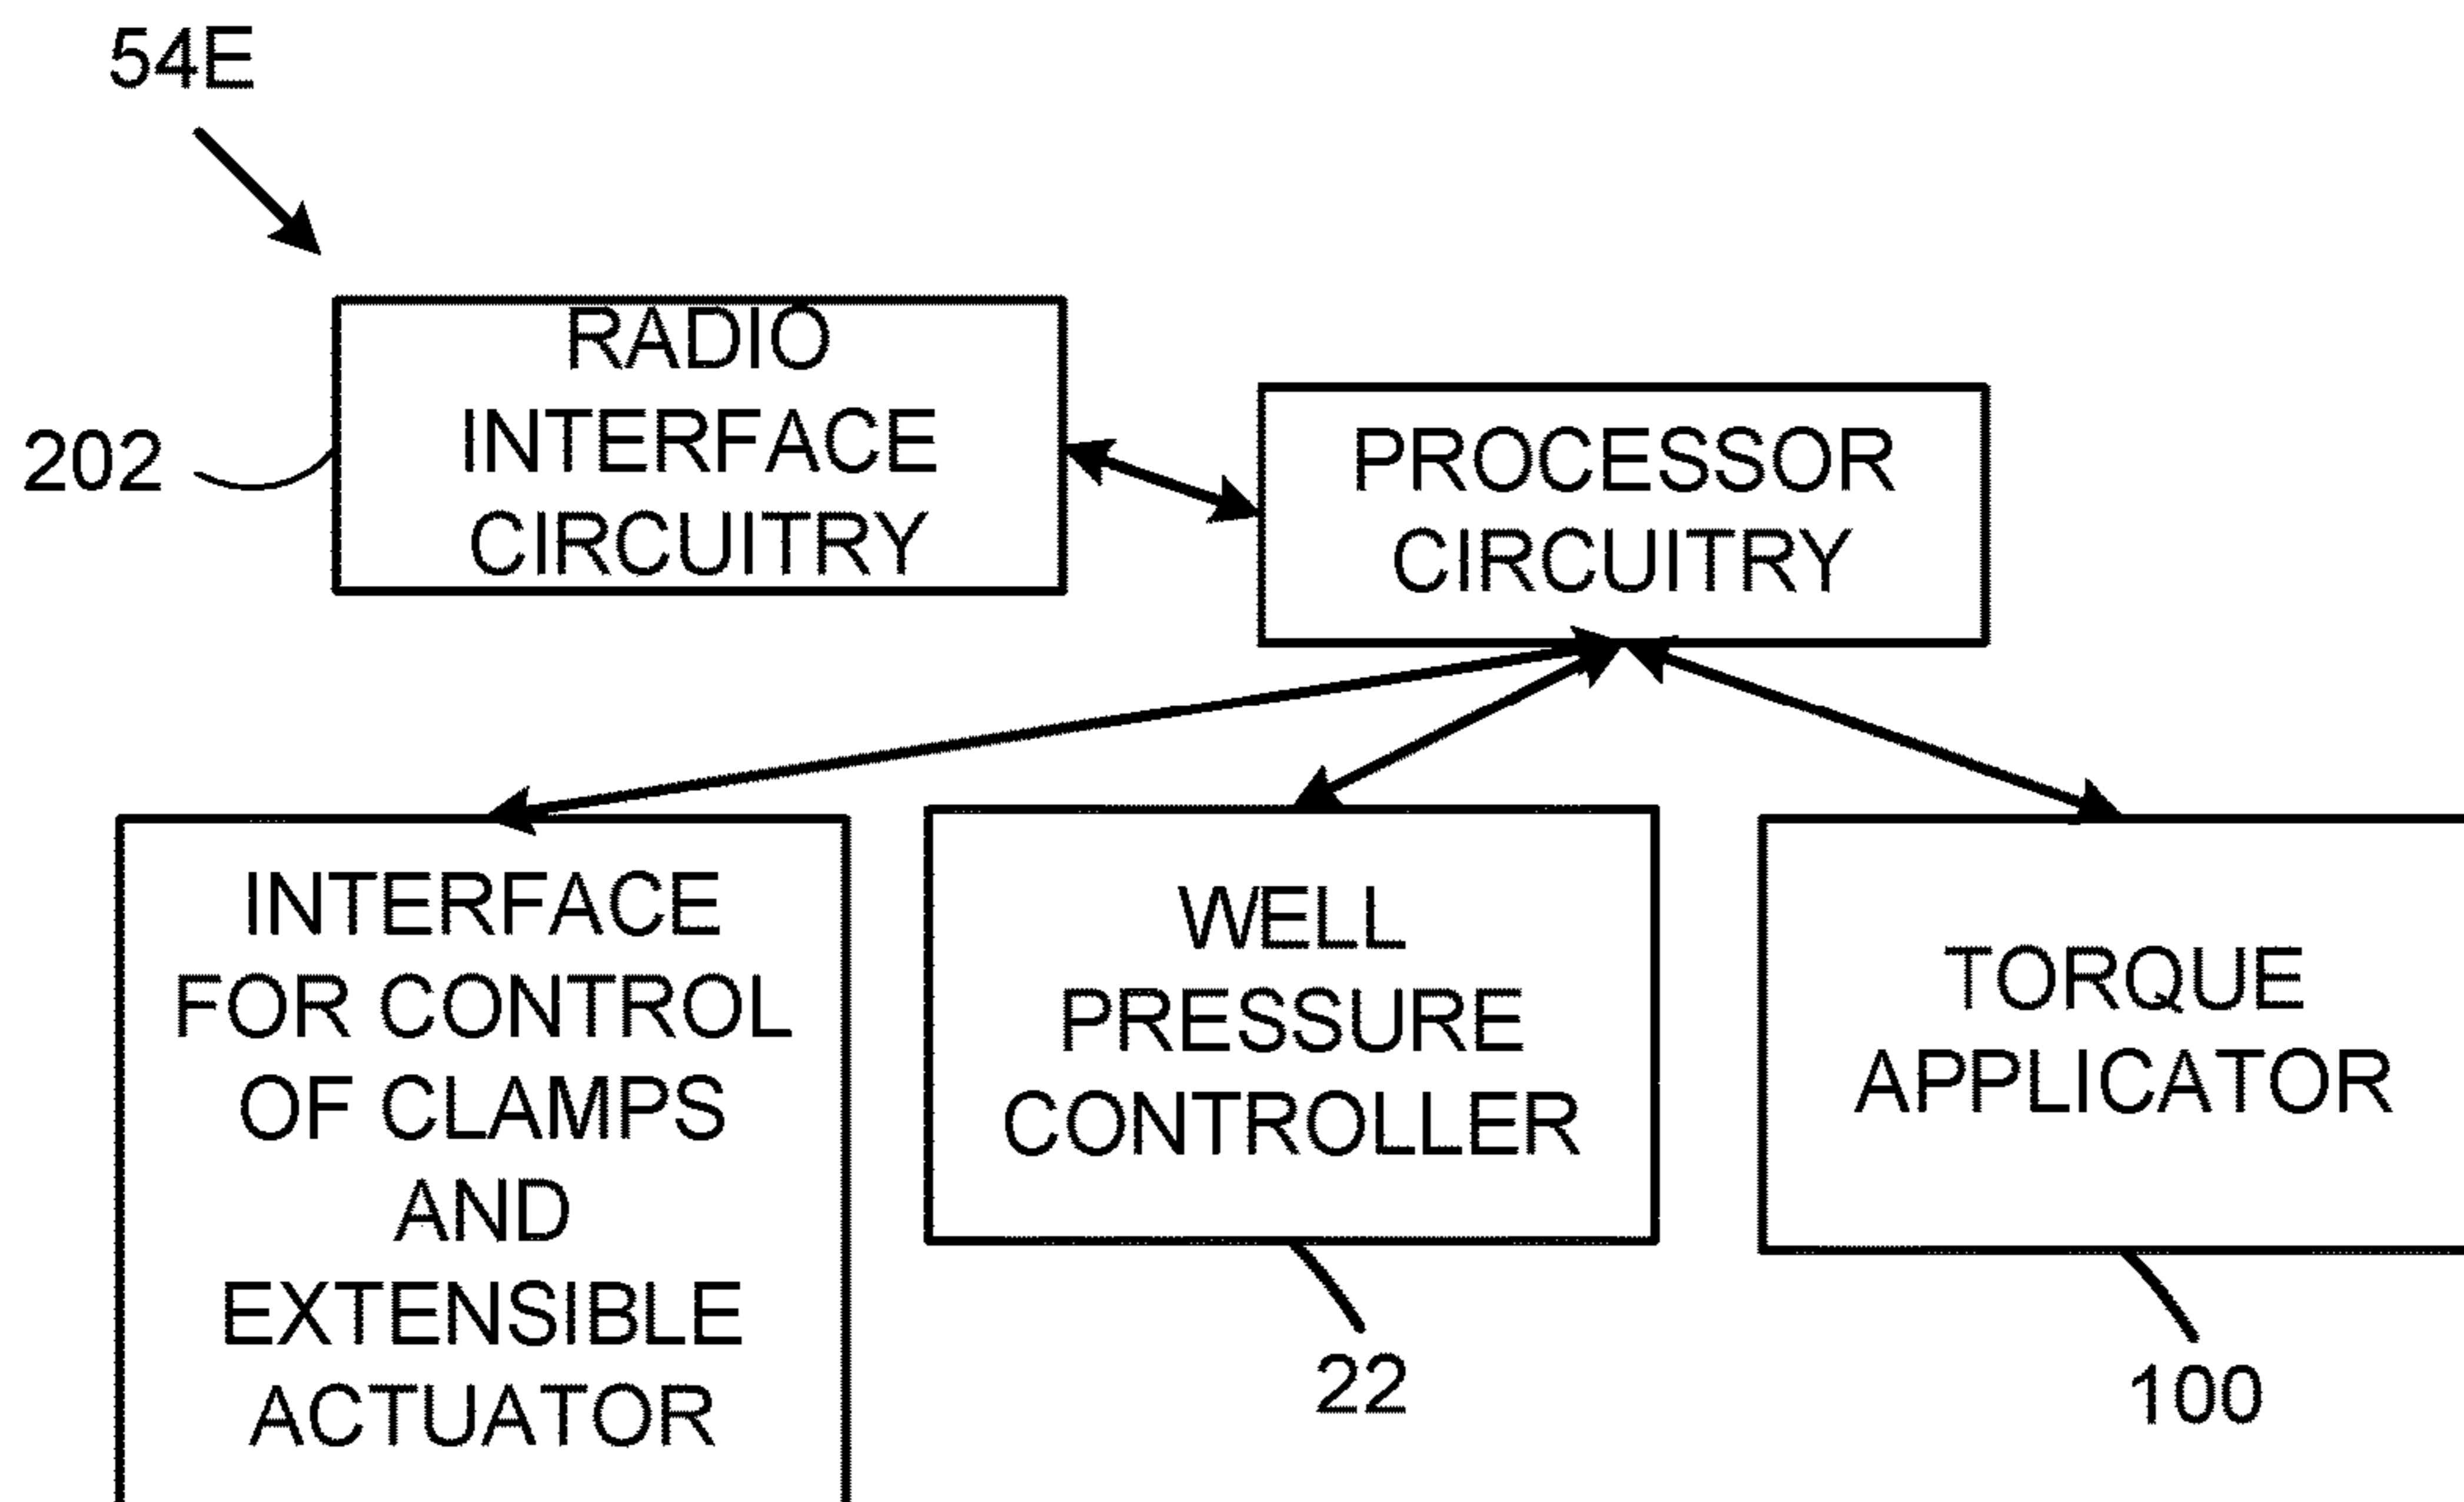 54E
RADIO
INTERFACE
CIRCUITRY
202
PROCESSOR
CIRCUITRY
INTERFACE
FOR CONTROL
OF CLAMPS
AND
EXTENSIBLE
ACTUATOR
WELL
PRESSURE
CONTROLLER
22
TORQUE
APPLICATOR
100